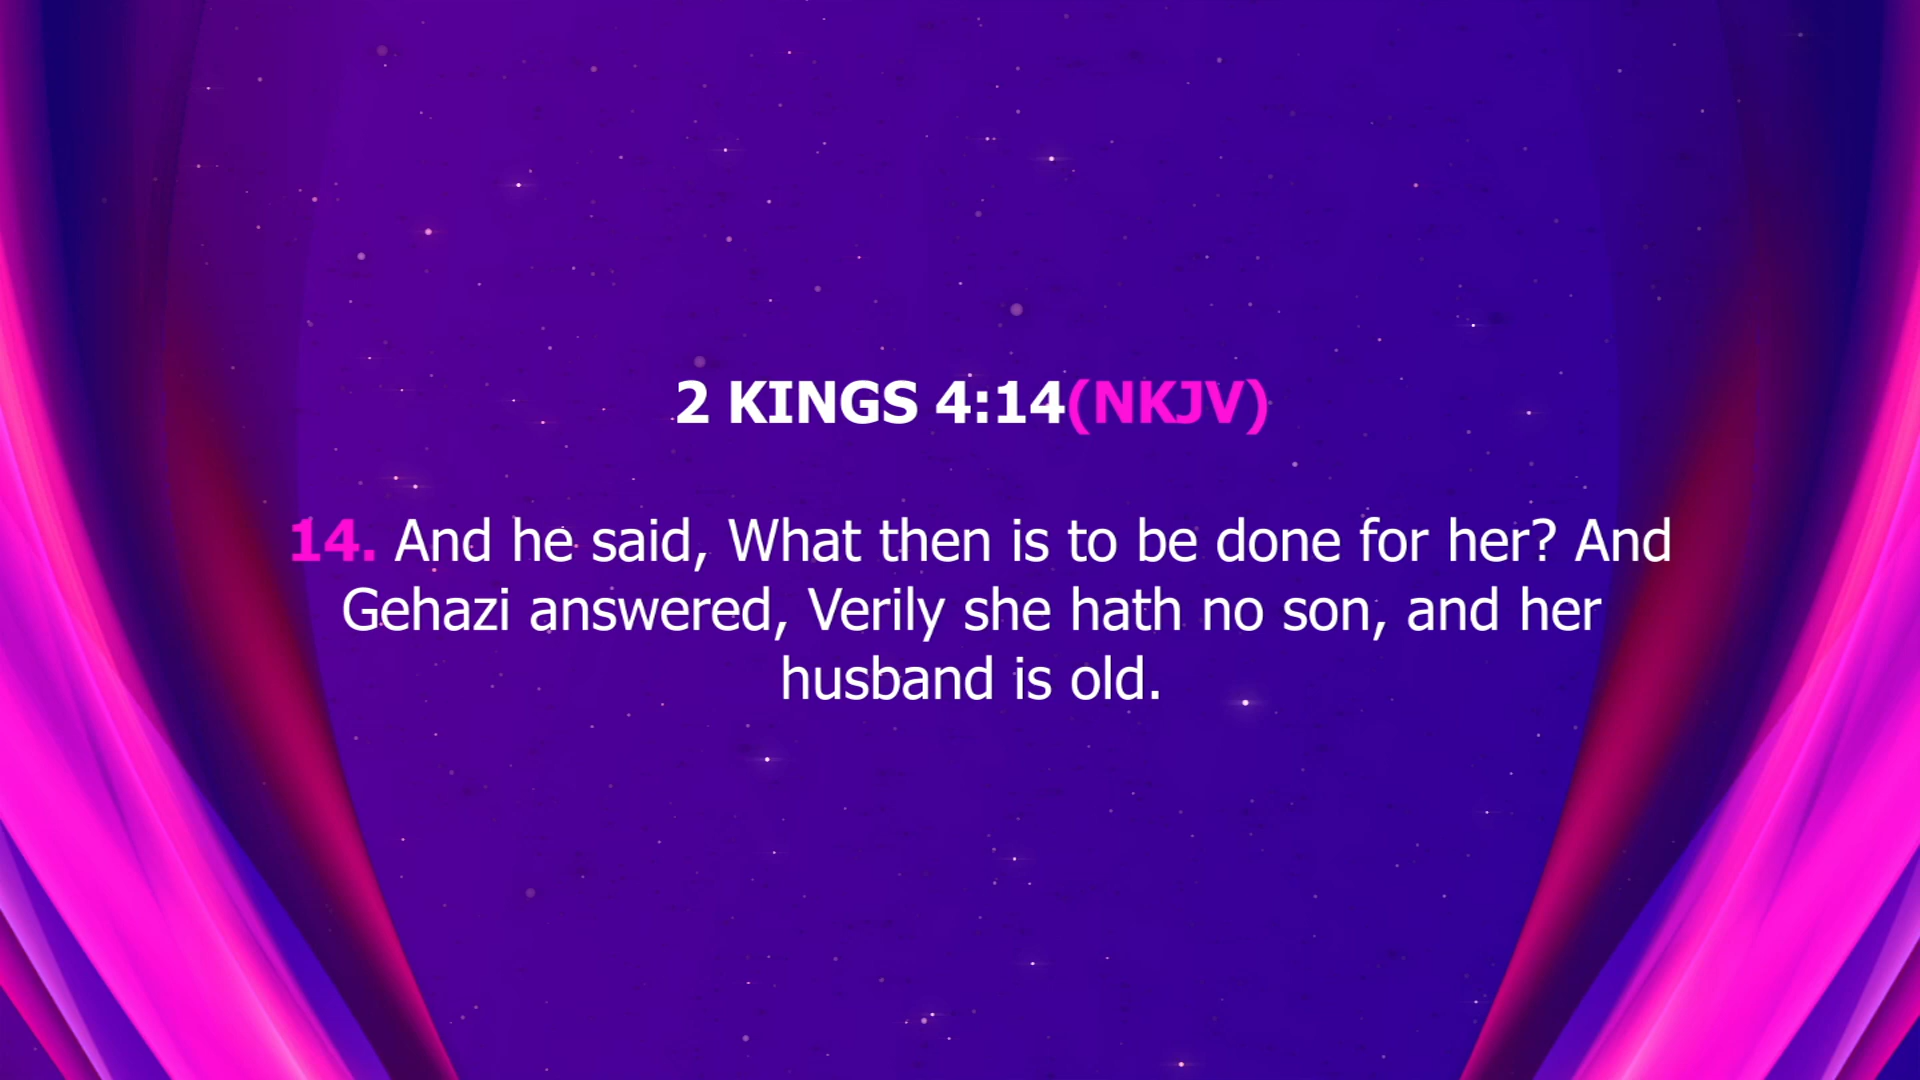 2 KINGS 4:14(NKJV)
14. And he said, What then is to be done for her? And
Gehazi answered, Verily she hath no son, and her
husband is old.